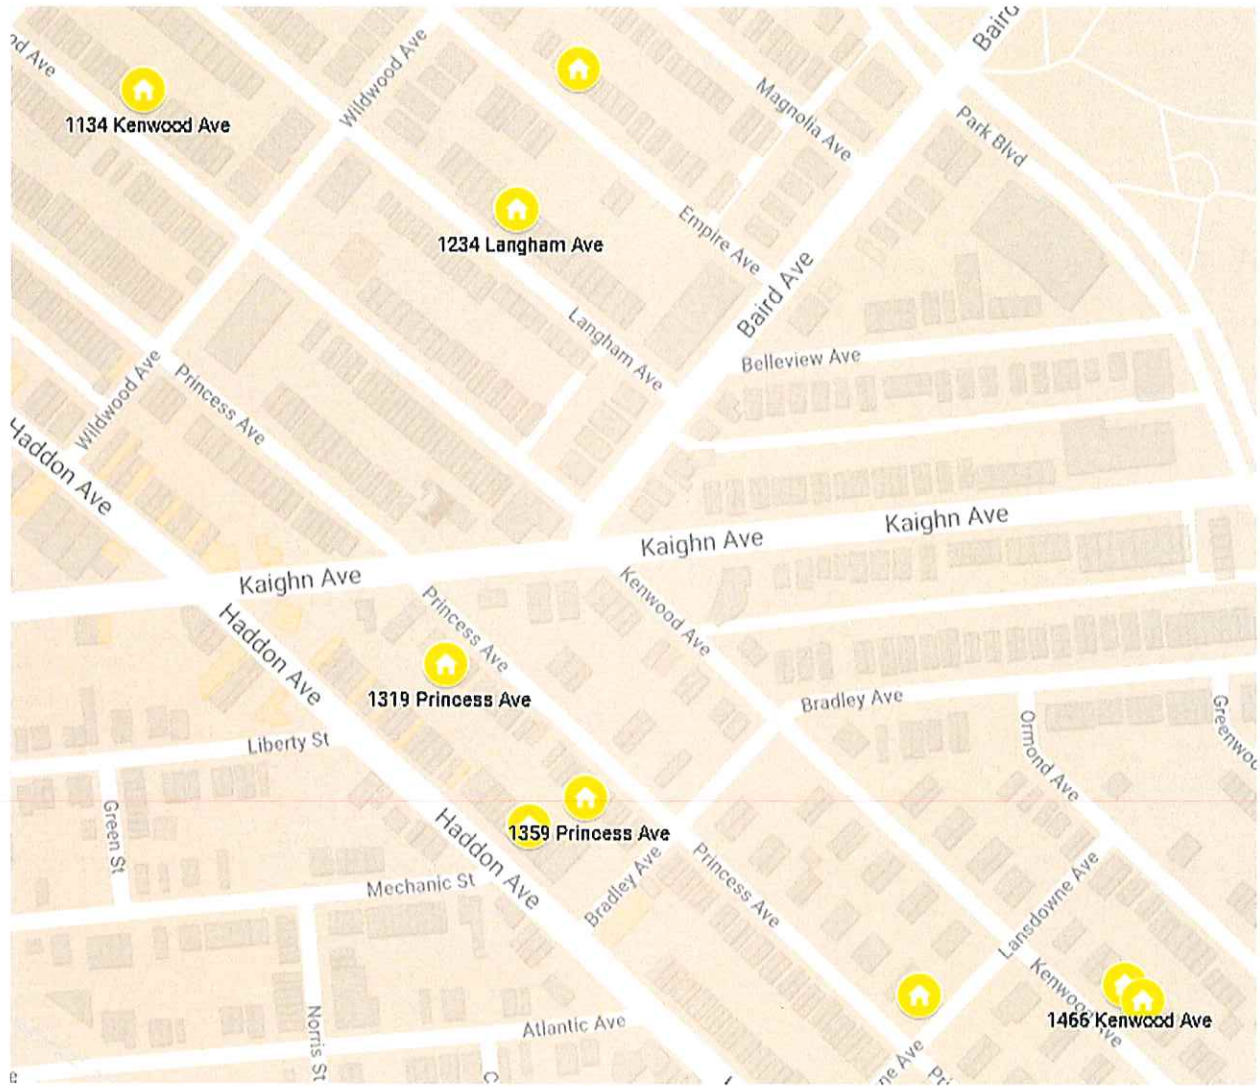 Baird
Wildwood Ave
Magnolia Ave
1134 Kenwood Ave
Park Blvd
Empire Ave
1234 Langham Ave
Baird Ave
Langham Ave
Belleview Ave
Wildwood Ave
Princess Ave
Haddon Ave
Kaighn Ave
Kaighn Ave
Kaighn Ave
Kenwood Ave
Princess Ave
Haddon Ave
1319 Princess Ave
Bradley Ave
Liberty St
Ormond Ave
Green St
Haddon Ave
1359 Princess Ave
Princess Ave
Bradley Ave
Mechanic St
Lansdowne Ave
Kenwood Ave
1466 Kenwood Ave
Norris St
Atlantic Ave